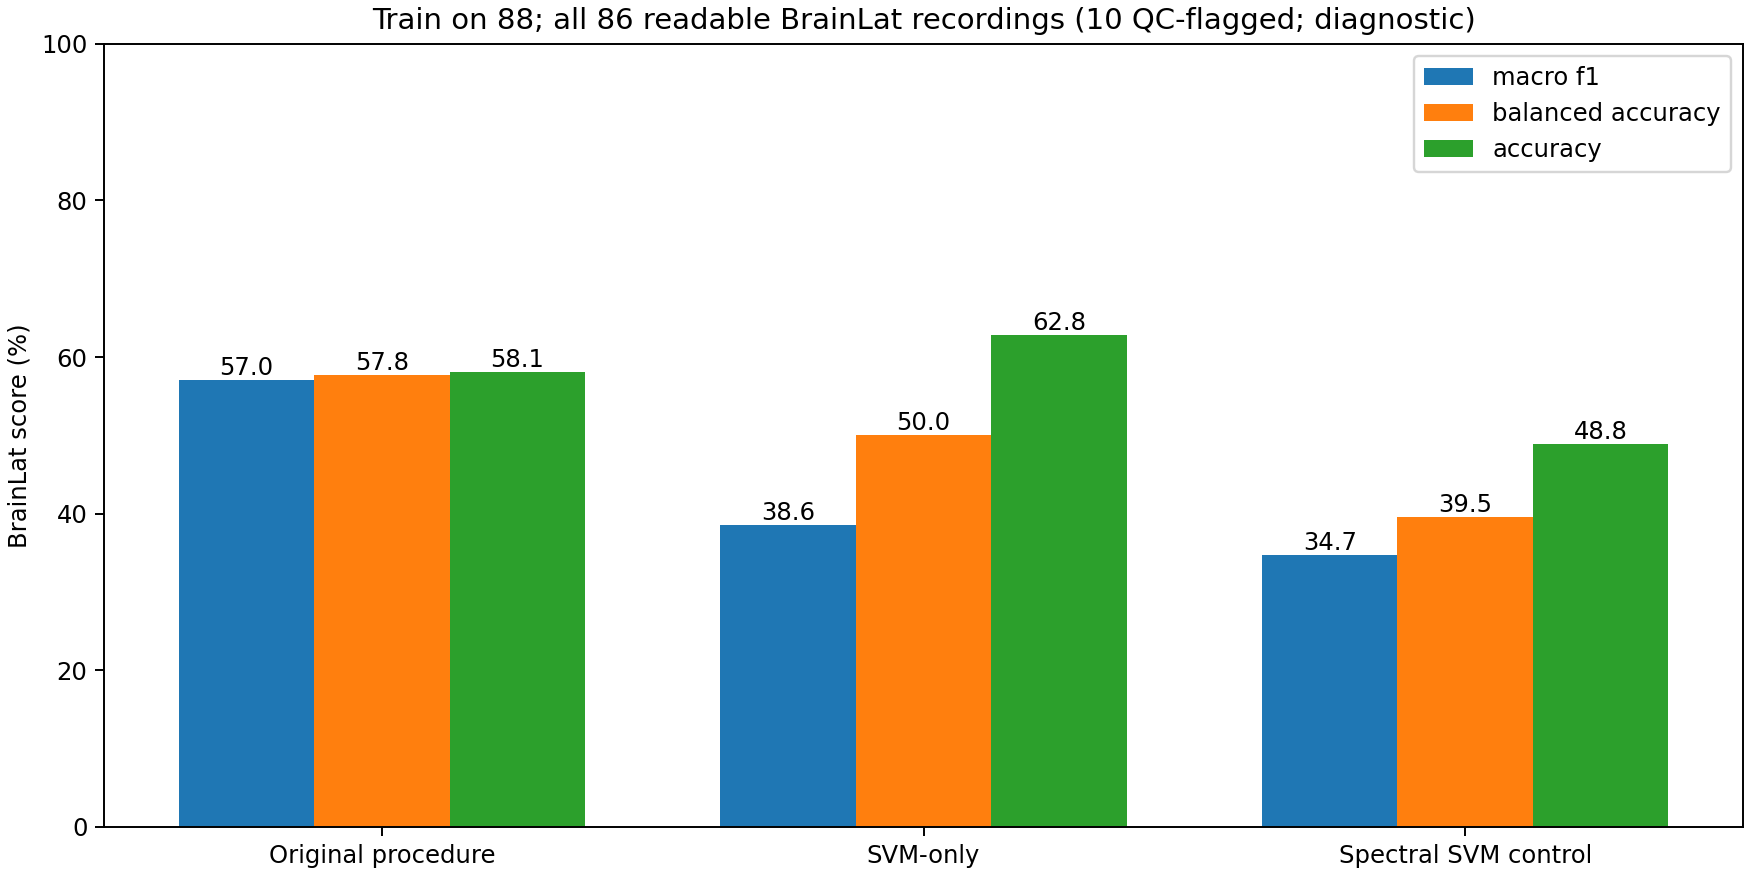 Train on 88; all 86 readable BrainLat recordings (10 QC-flagged; diagnostic)
BrainLat score (%)
100
80
60
40
20
0
macro f1
balanced accuracy
accuracy
57.0
57.8
58.1
38.6
50.0
62.8
34.7
39.5
48.8
Original procedure
SVM-only
Spectral SVM control